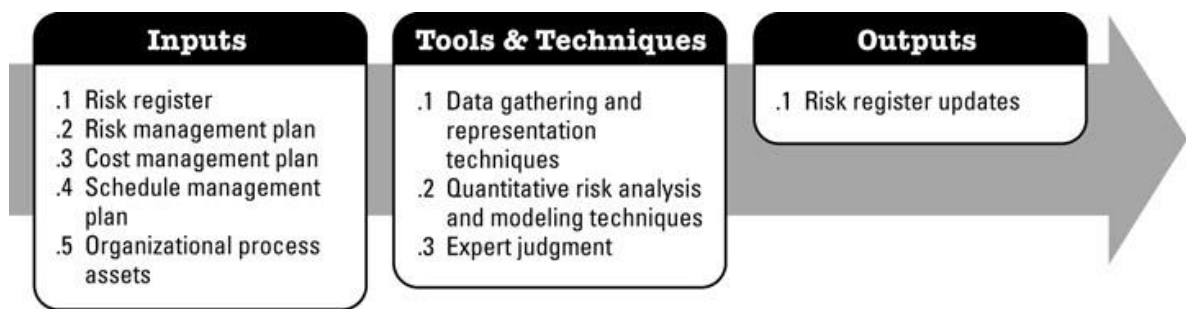 Inputs
.1 Risk register
.2 Risk management plan
.3 Cost management plan
.4 Schedule management
plan
.5 Organizational process
assets
Tools & Techniques
.1 Data gathering and
representation
techniques
.2 Quantitative risk analysis
and modeling techniques
.3 Expert judgment
Outputs
.1 Risk register updates